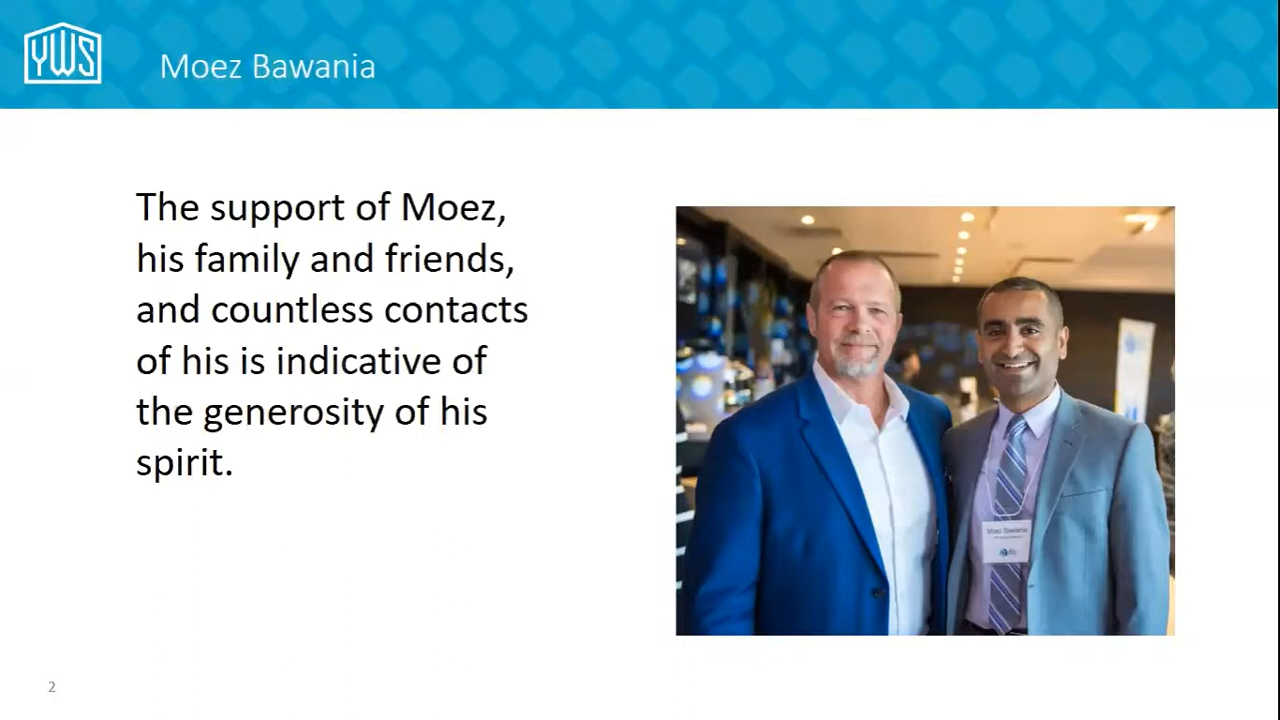 YWS
Moez Bawania
The support of Moez,
his family and friends,
and countless contacts
of his is indicative of
the generosity of his
spirit.
Moez Bawania
2